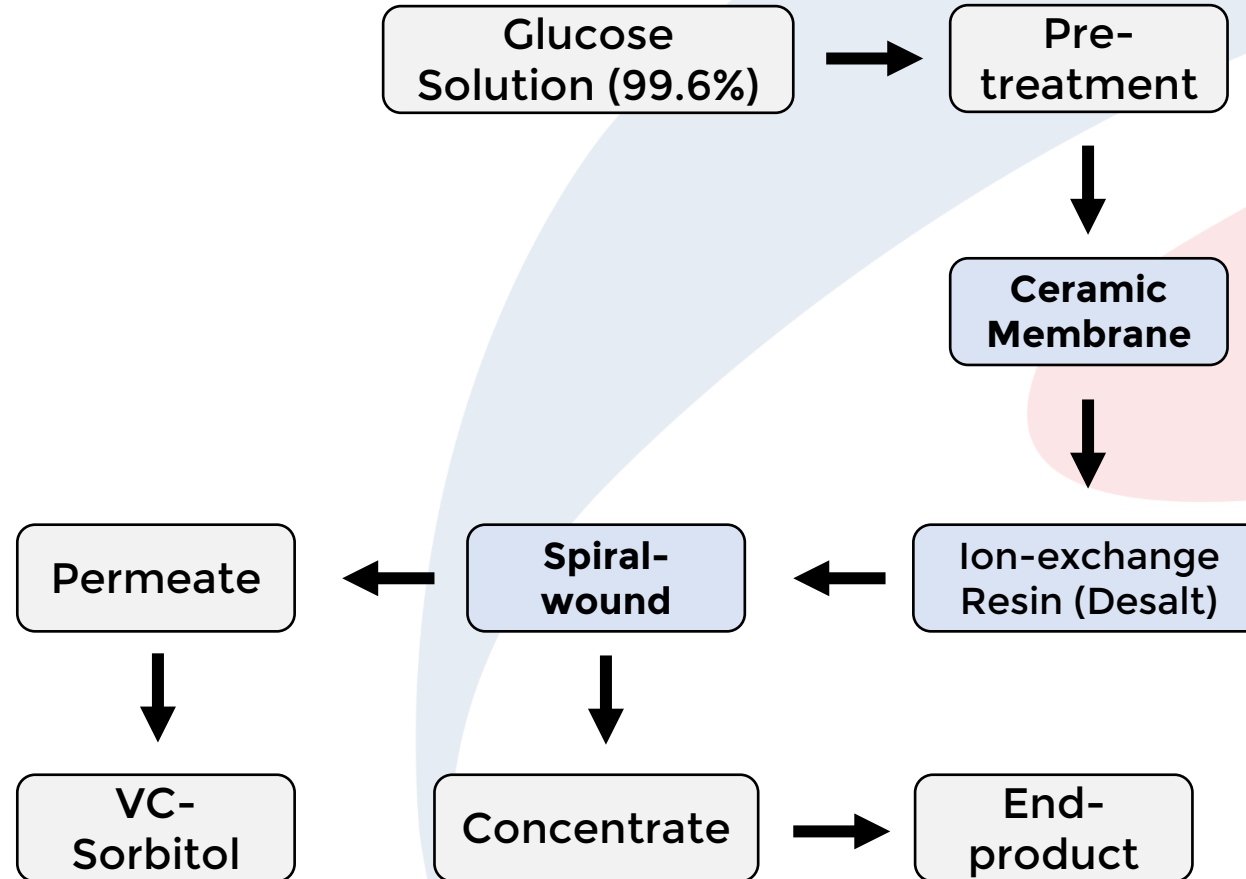 Glucose
Solution (99.6%)
Pre-
treatment
Ceramic
Membrane
Ion-exchange
Resin (Desalt)
Spiral-
wound
Permeate
VC-
Sorbitol
Concentrate
End-
product